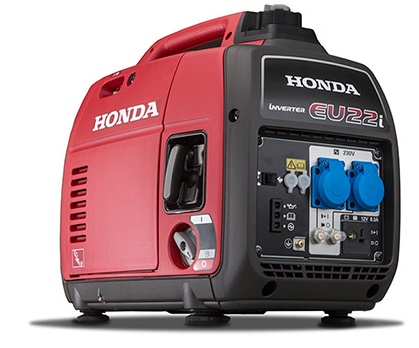 HONDA
HONDA
INVERTER EU22i
230V
12V 8.3A